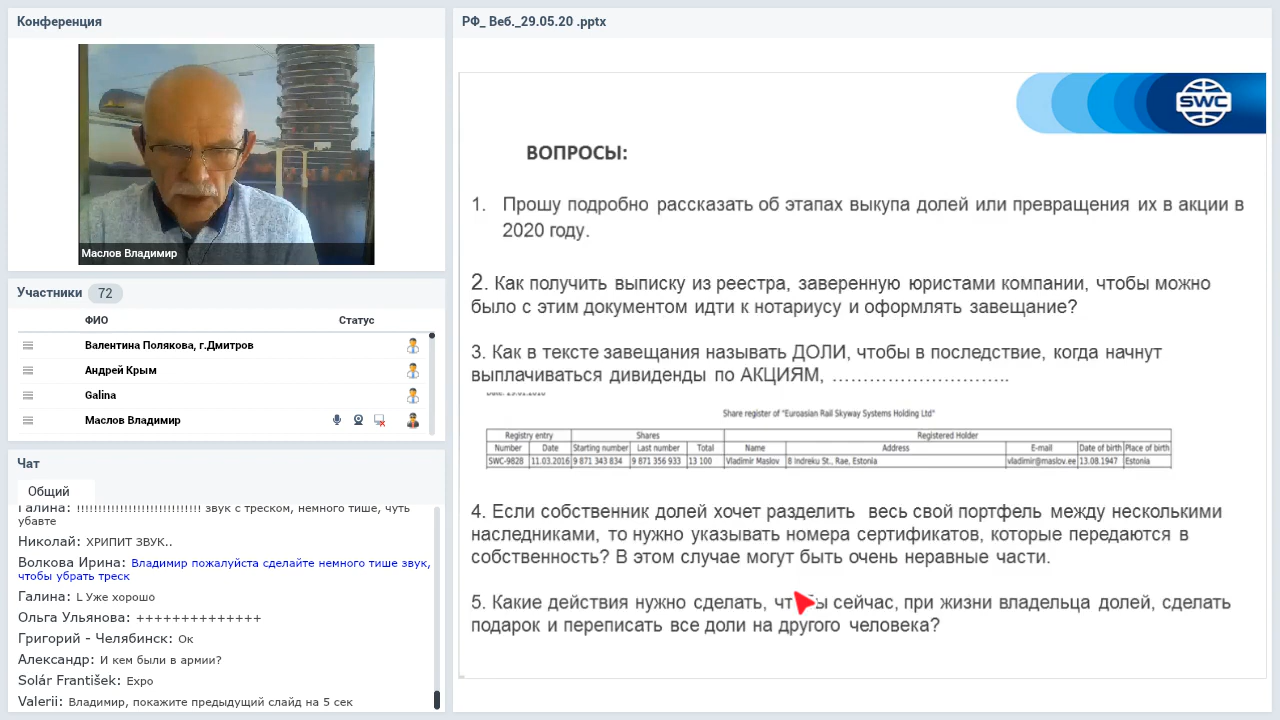 Конференция
Маслов Владимир
Участники 72
ФИО Статус
Валентина Полякова, г.Дмитров
Андрей Крым
Galina
Маслов Владимир
Чат
Общий
Галина: !!!!!!!!!!!!!!!!!!!!!!!!!!!!! звук с треском, немного тише, чуть
убавте
Николай: ХРИПИТ ЗВУК..
Волкова Ирина: Владимир пожалуйста сделайте немного тише звук,
чтобы убрать треск
Галина: L Уже хорошо
Ольга Ульянова: ++++++++++++++
Григорий - Челябинск: Ок
Александр: И кем были в армии?
Solár František: Expo
Valerii: Владимир, покажите предыдущий слайд на 5 сек
РФ_ Веб._29.05.20 .pptx
SWC
ВОПРОСЫ:
1. Прошу подробно рассказать об этапах выкупа долей или превращения их в акции в
2020 году.
2. Как получить выписку из реестра, заверенную юристами компании, чтобы можно
было с этим документом идти к нотариусу и оформлять завещание?
3. Как в тексте завещания называть ДОЛИ, чтобы в последствие, когда начнут
выплачиваться дивиденды по АКЦИЯМ, ………………………..
Share register of "Euroasian Rail Skyway Systems Holding Ltd"
Registry entry Shares Registered Holder
Number Date Starting number Last number Total Name Address E-mail Date of birth Place of birth
SWC-9828 11.03.2016 9 871 343 834 9 871 356 933 13 100 Vladimir Maslov 8 Indreku St., Rae, Estonia vladimir@maslov.ee 13.08.1947 Estonia
4. Если собственник долей хочет разделить весь свой портфель между несколькими
наследниками, то нужно указывать номера сертификатов, которые передаются в
собственность? В этом случае могут быть очень неравные части.
5. Какие действия нужно сделать, чтобы сейчас, при жизни владельца долей, сделать
подарок и переписать все доли на другого человека?